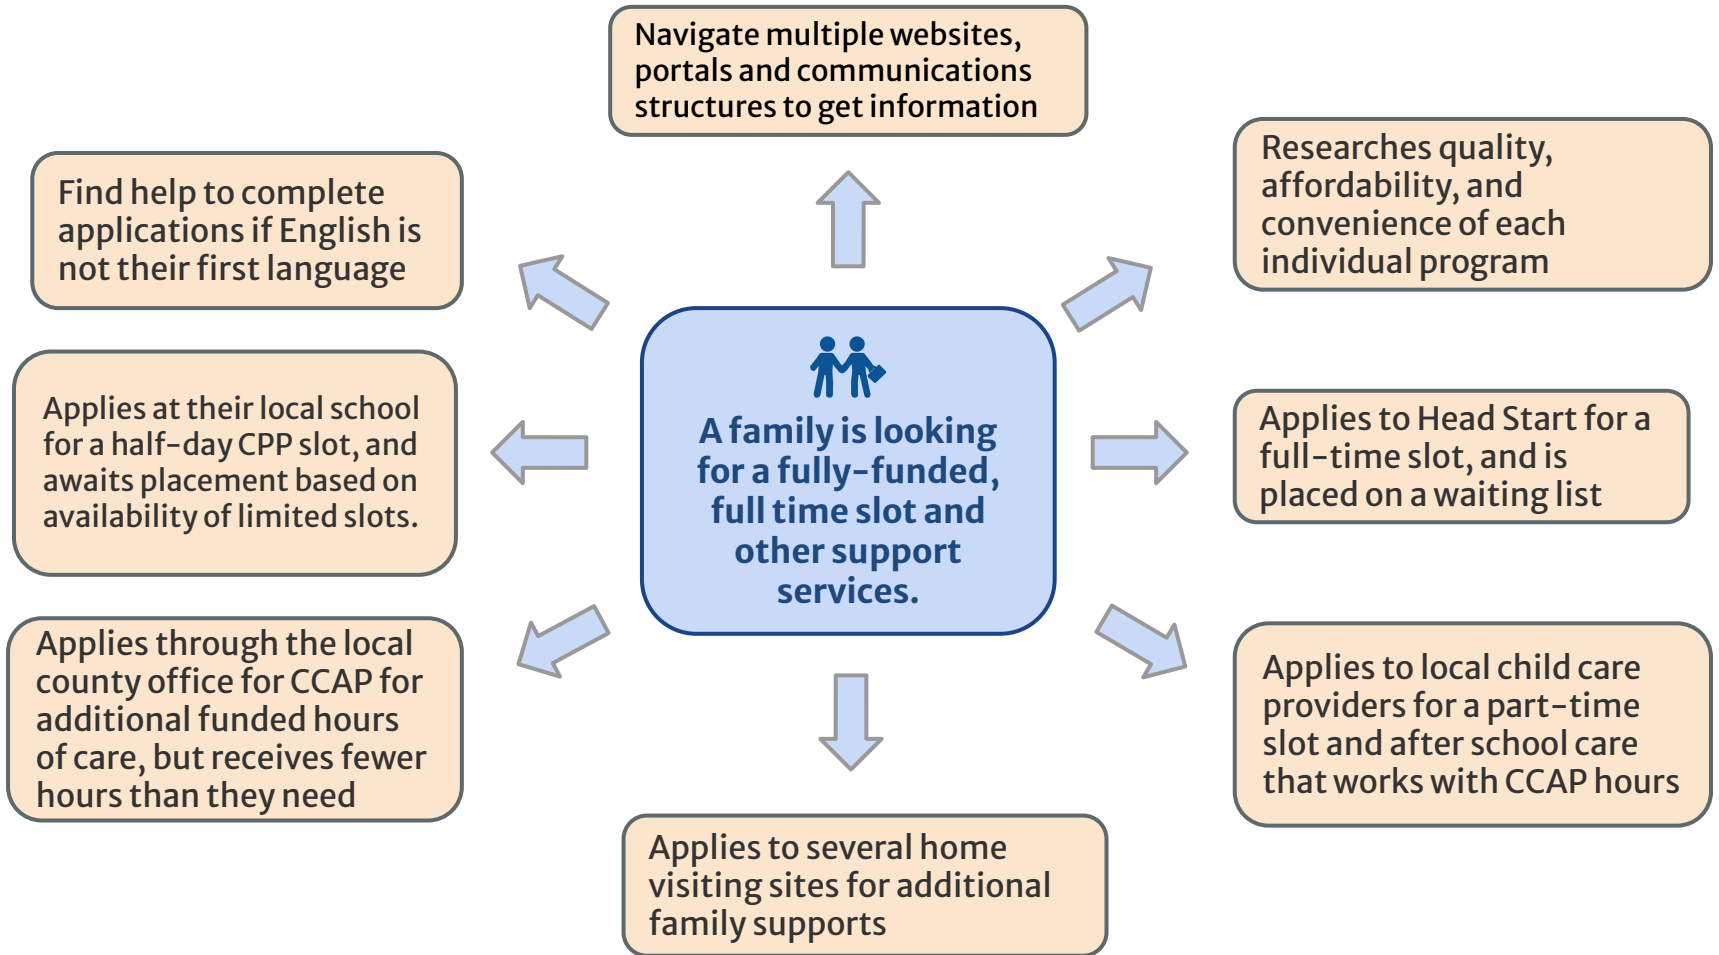 Navigate multiple websites,
portals and communications
structures to get information
Researches quality,
affordability, and
convenience of each
individual program
Find help to complete
applications if English is
not their first language
A family is looking
for a fully-funded,
full time slot and
other support
services.
Applies at their local school
for a half-day CPP slot, and
awaits placement based on
availability of limited slots.
Applies to Head Start for a
full-time slot, and is
placed on a waiting list
Applies through the local
county office for CCAP for
additional funded hours
of care, but receives fewer
hours than they need
Applies to local child care
providers for a part-time
slot and after school care
that works with CCAP hours
Applies to several home
visiting sites for additional
family supports